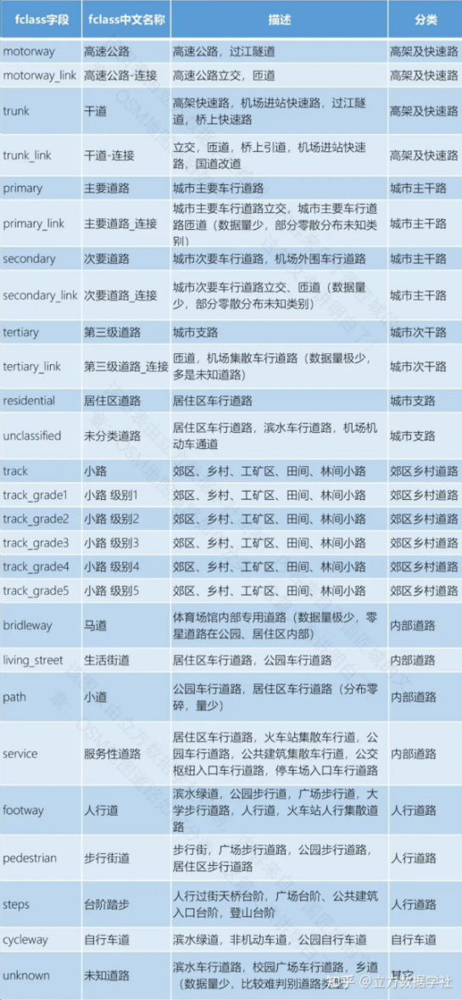 fclass字段 fclass中文名称 描述 分类
motorway 高速公路 高速公路，过江隧道 高架及快速路
motorway_link 高速公路-连接 高速公路立交，匝道 高架及快速路
trunk 干道 高架快速路，机场进站快速路，过江隧
道，桥上快速路 高架及快速路
trunk_link 干道-连接 立交，匝道，桥上引道，机场进站快速
路，国道改道 高架及快速路
primary 主要道路 城市主要车行道路 城市主干路
primary_link 主要道路_连接 城市主要车行道路立交，城市主要车行道
路匝道（数据量少，部分零散分布未知类
别） 城市主干路
secondary 次要道路 城市次要车行道路，机场外围车行道路 城市主干路
secondary_link 次要道路_连接 城市次要车行道路立交、匝道（数据量
少，部分零散分布未知类别） 城市主干路
tertiary 第三级道路 城市支路 城市次干路
tertiary_link 第三级道路_连接 匝道，机场集散车行道路（数据量极少，
多是未知道路） 城市次干路
residential 居住区道路 居住区车行道路 城市支路
unclassified 未分类道路 居住区车行道路，滨水车行道路，机场机
动车通道 城市支路
track 小路 郊区、乡村、工矿区、田间、林间小路 郊区乡村道路
track_grade1 小路 级别1 郊区、乡村、工矿区、田间、林间小路 郊区乡村道路
track_grade2 小路 级别2 郊区、乡村、工矿区、田间、林间小路 郊区乡村道路
track_grade3 小路 级别3 郊区、乡村、工矿区、田间、林间小路 郊区乡村道路
track_grade4 小路 级别4 郊区、乡村、工矿区、田间、林间小路 郊区乡村道路
track_grade5 小路 级别5 郊区、乡村、工矿区、田间、林间小路 郊区乡村道路
bridleway 马道 体育场馆内部专用道路（数据量极少，零
星道路在公园、居住区内部） 内部道路
living_street 生活街道 居住区车行道路，公园车行道路 内部道路
path 小道 公园车行道路，居住区车行道路（分布零
碎，量少） 内部道路
service 服务性道路 居住区车行道路，火车站集散车行道，公
园车行道路，公共建筑集散车行道，公交
枢纽入口车行道路，停车场入口车行道路 内部道路
footway 人行道 滨水绿道，公园步行道，广场步行道，大
学步行道路，人行道，火车站人行集散道
路 人行道路
pedestrian 步行街道 步行街，广场步行道路，公园步行道路，
居住区步行道路 人行道路
steps 台阶踏步 人行过街天桥台阶，广场台阶、公共建筑
入口台阶，登山台阶 人行道路
cycleway 自行车道 滨水绿道，非机动车道，公园自行车道 自行车道
unknown 未知道路 滨水车行道路，校园广场车行道路，乡道
（数据量少，比较难判别道路类型） 其它
知乎 @立方数据学社